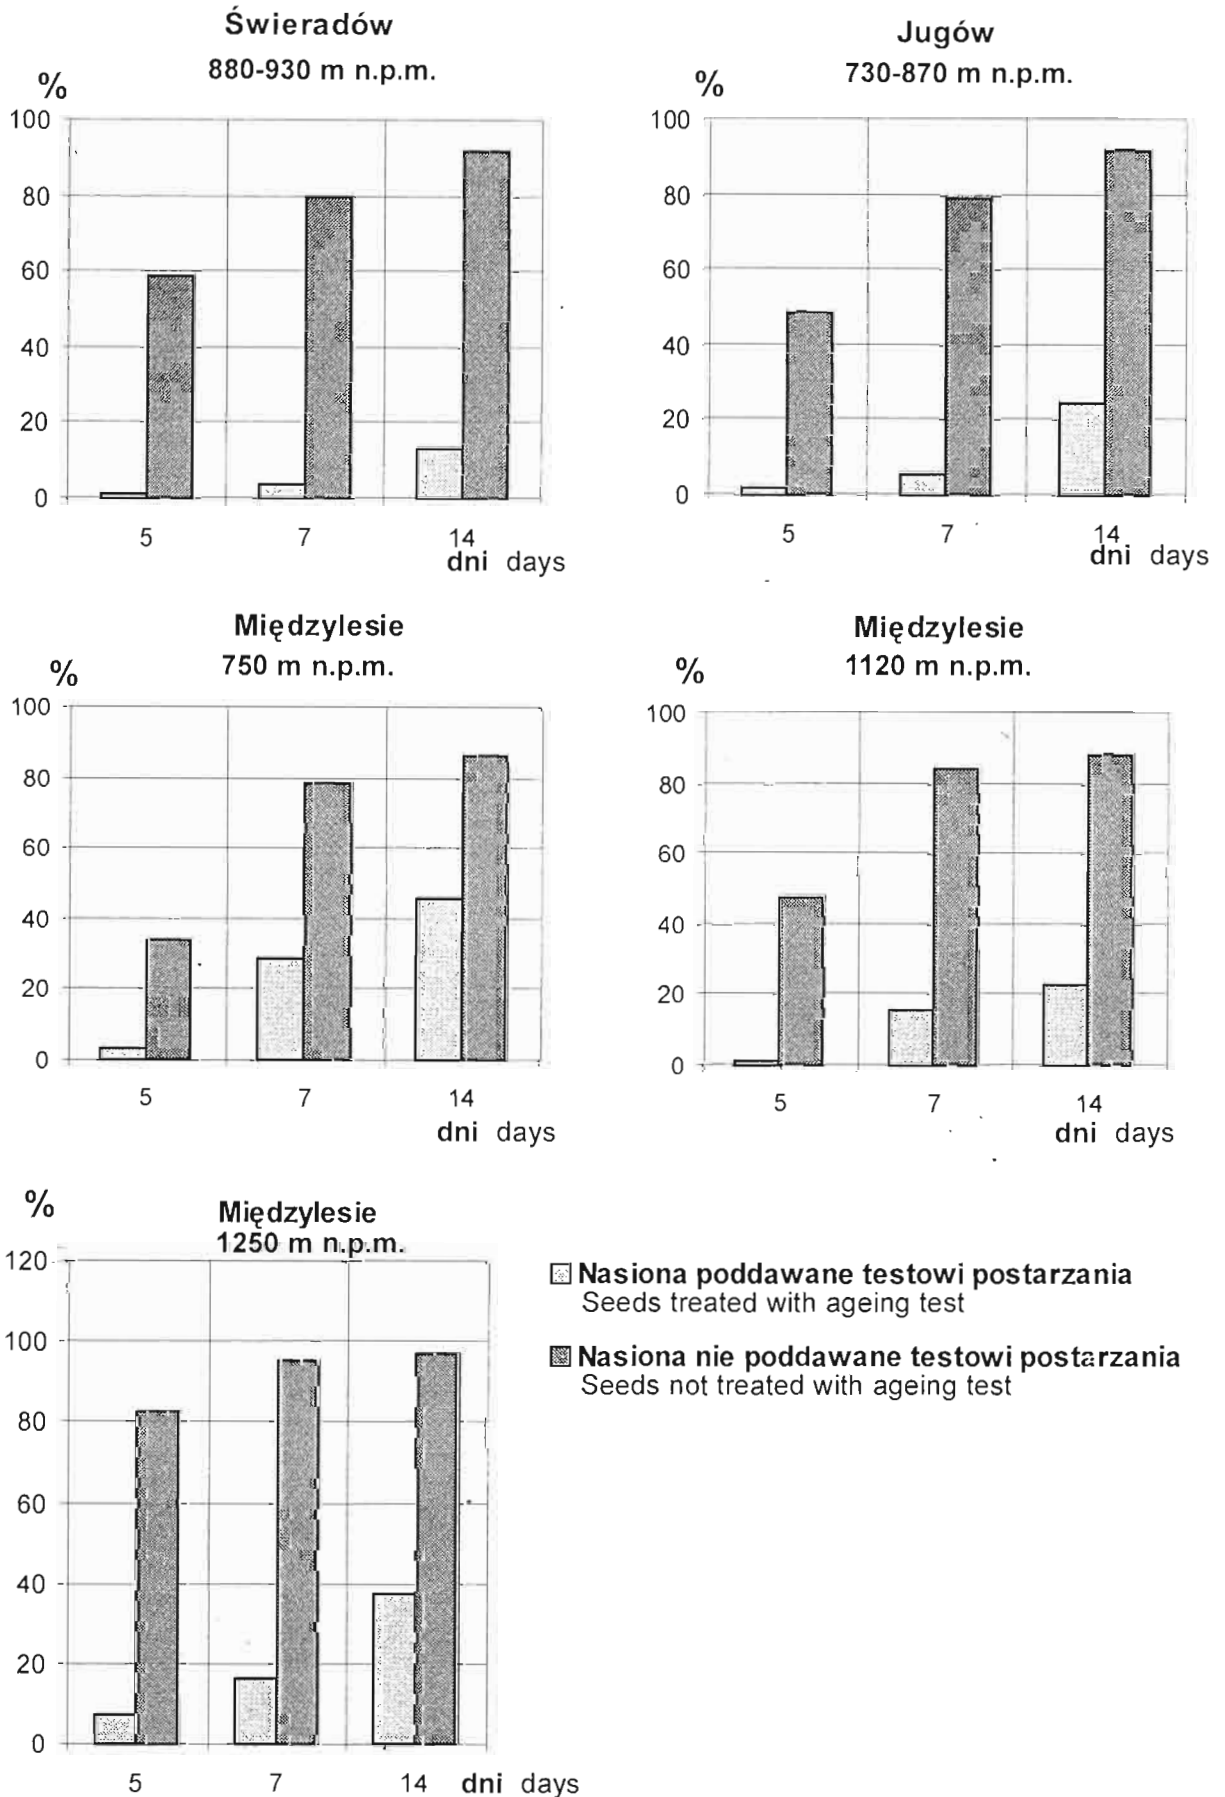 Świeradów
880-930 m n.p.m.
%
100
80
60
40
20
0
5 7 14
dni days
Jugów
730-870 m n.p.m.
%
100
80
60
40
20
0
5 7 14
dni days
Międzylesie
750 m n.p.m.
%
100
80
60
40
20
0
5 7 14
dni days
Międzylesie
1120 m n.p.m.
%
100
80
60
40
20
0
5 7 14
dni days
%
Międzylesie
1250 m n.p.m.
120
100
80
60
40
20
0
5 7 14 dni days
Nasiona poddawane testowi postarzania
Seeds treated with ageing test
Nasiona nie poddawane testowi postarzania
Seeds not treated with ageing test